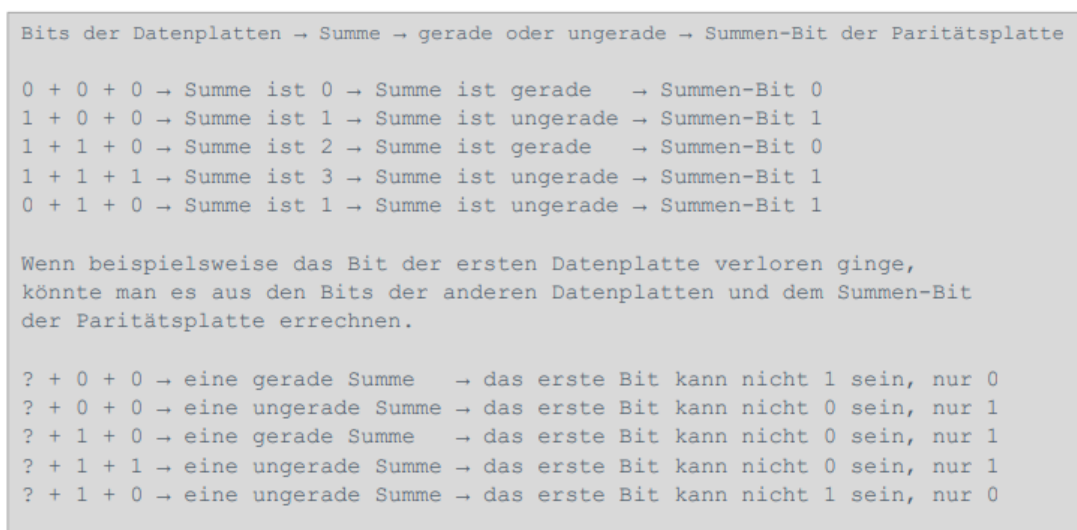 Bits der Datenplatten → Summe → gerade oder ungerade → Summen-Bit der Paritätsplatte
0 + 0 + 0 → Summe ist 0 → Summe ist gerade → Summen-Bit 0
1 + 0 + 0 → Summe ist 1 → Summe ist ungerade → Summen-Bit 1
1 + 1 + 0 → Summe ist 2 → Summe ist gerade → Summen-Bit 0
1 + 1 + 1 → Summe ist 3 → Summe ist ungerade → Summen-Bit 1
0 + 1 + 0 → Summe ist 1 → Summe ist ungerade → Summen-Bit 1
Wenn beispielsweise das Bit der ersten Datenplatte verloren ginge,
könnte man es aus den Bits der anderen Datenplatten und dem Summen-Bit
der Paritätsplatte errechnen.
? + 0 + 0 → eine gerade Summe → das erste Bit kann nicht 1 sein, nur 0
? + 0 + 0 → eine ungerade Summe → das erste Bit kann nicht 0 sein, nur 1
? + 1 + 0 → eine gerade Summe → das erste Bit kann nicht 0 sein, nur 1
? + 1 + 1 → eine ungerade Summe → das erste Bit kann nicht 0 sein, nur 1
? + 1 + 0 → eine ungerade Summe → das erste Bit kann nicht 1 sein, nur 0